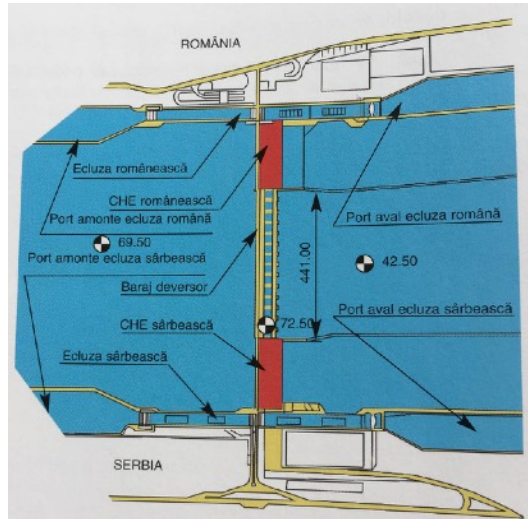 ROMÂNIA
Ecluza românească
CHE românească
Port amonte ecluza română
69.50
Port amonte ecluza sârbească
Baraj deversor
CHE sârbească
Ecluza sârbească
441.00
Port aval ecluza română
42.50
72.50
Port aval ecluza sârbească
SERBIA